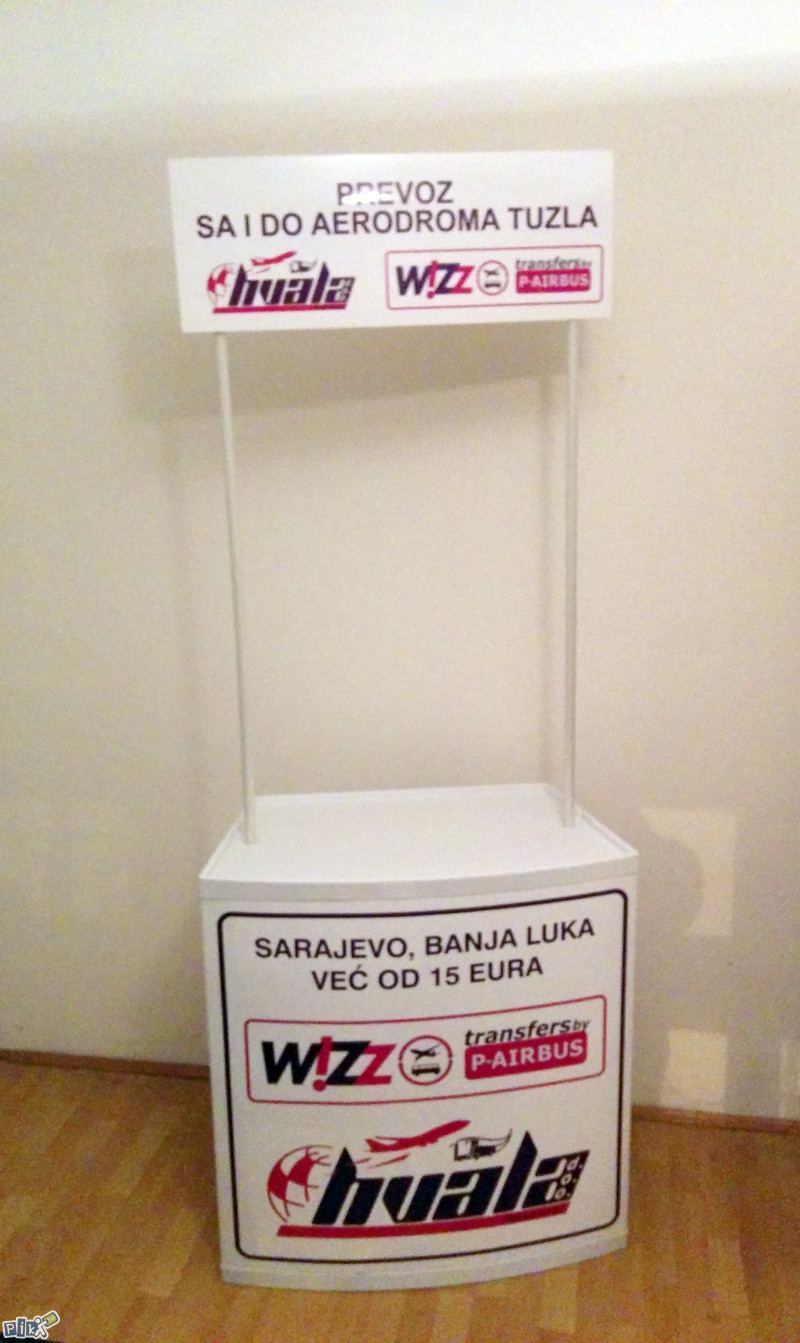 PREVOZ
SA I DO AERODROMA TUZLA
hvala d.o.o.
W!ZZ transfers by P-AIRBUS
SARAJEVO, BANJA LUKA
VEĆ OD 15 EURA
W!ZZ
transfers by
P-AIRBUS
hvala d.o.o.
pik